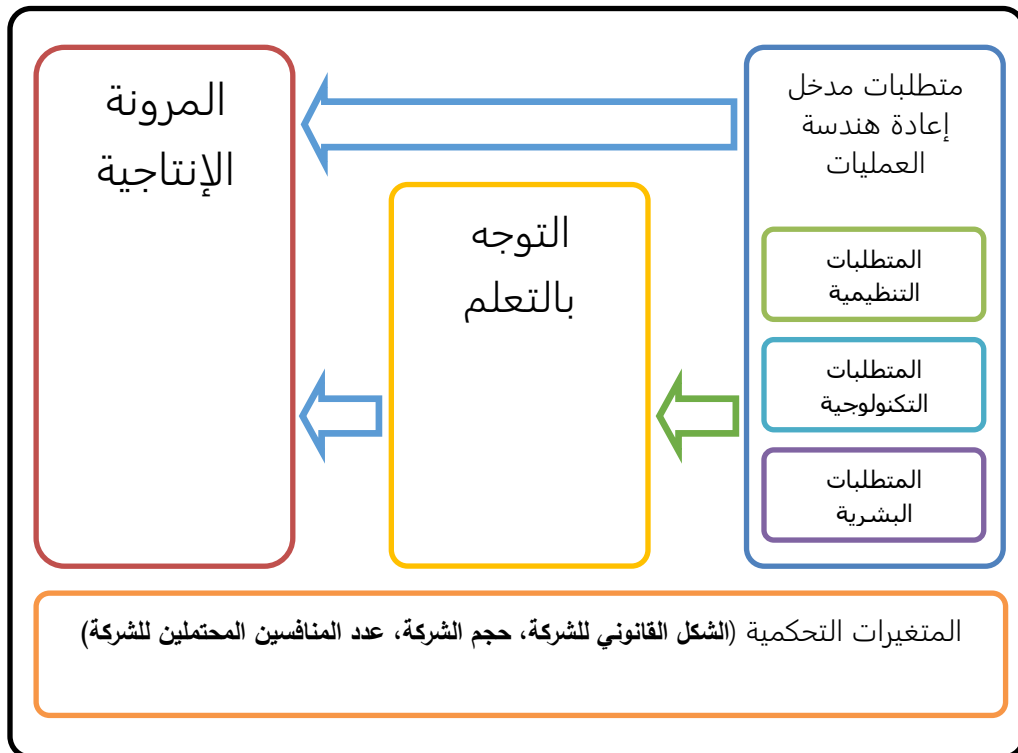 متطلبات مدخل
إعادة هندسة
العمليات
المتطلبات
التنظيمية
المتطلبات
التكنولوجية
المتطلبات
البشرية
التوجه
بالتعلم
المرونة
الإنتاجية
المتغيرات التحكمية (الشكل القانوني للشركة، حجم الشركة، عدد المنافسين المحتملين للشركة)